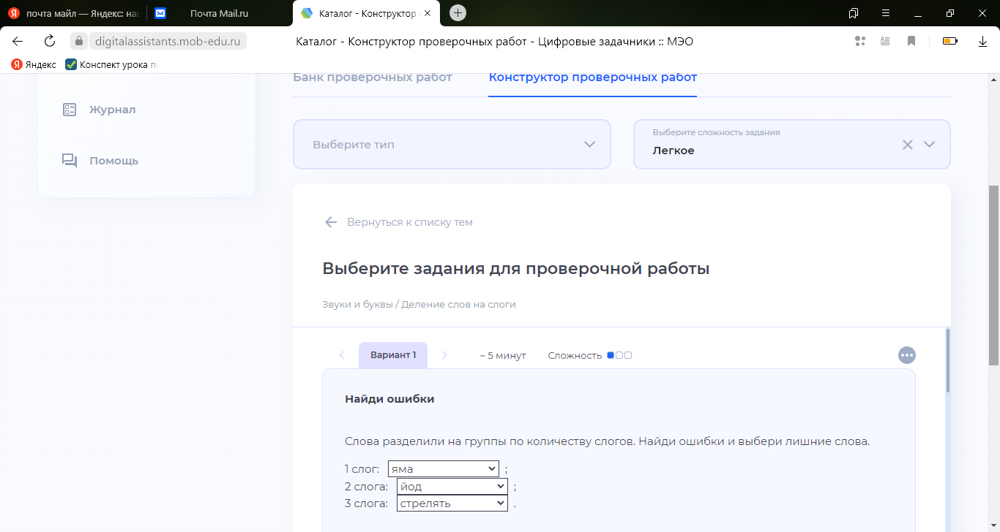 почта майл — Яндекс: на
Почта Mail.ru
Каталог - Конструктор
digitalassistants.mob-edu.ru
Каталог - Конструктор проверочных работ - Цифровые задачники :: МЭО
Яндекс
Конспект урока по
Банк проверочных работ
Конструктор проверочных работ
Журнал
Помощь
Выберите тип
Выберите сложность задания
Легкое
Вернуться к списку тем
Выберите задания для проверочной работы
Звуки и буквы / Деление слов на слоги
Вариант 1
~ 5 минут
Сложность
Найди ошибки
Слова разделили на группы по количеству слогов. Найди ошибки и выбери лишние слова.
1 слог: яма ;
2 слога: йод ;
3 слога: стрелять .